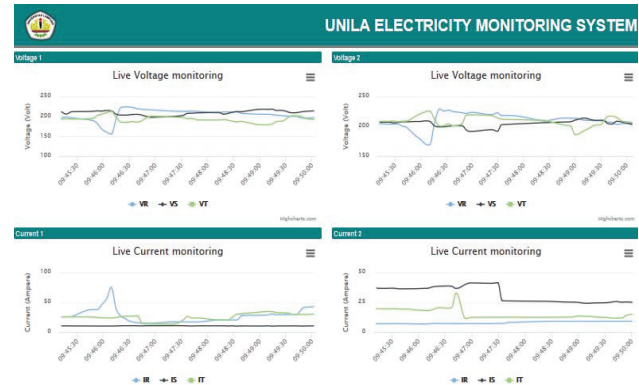 UNILA ELECTRICITY MONITORING SYSTEM
Voltage 1
Live Voltage monitoring
Voltage (Volt)
250
200
150
100
09:45:30 09:46:00 09:46:30 09:47:00 09:47:30 09:48:00 09:48:30 09:49:00 09:49:30 09:50:00
VR VS VT
Highcharts.com
Voltage 2
Live Voltage monitoring
Voltage (Volt)
250
200
150
100
09:45:30 09:46:00 09:46:30 09:47:00 09:47:30 09:48:00 09:48:30 09:49:00 09:49:30 09:50:00
VR VS VT
Highcharts.com
Current 1
Live Current monitoring
Current (Ampere)
100
50
0
09:45:30 09:46:00 09:46:30 09:47:00 09:47:30 09:48:00 09:48:30 09:49:00 09:49:30 09:50:00
IR IS IT
Current 2
Live Current monitoring
Current (Ampere)
50
25
0
09:45:30 09:46:00 09:46:30 09:47:00 09:47:30 09:48:00 09:48:30 09:49:00 09:49:30 09:50:00
IR IS IT